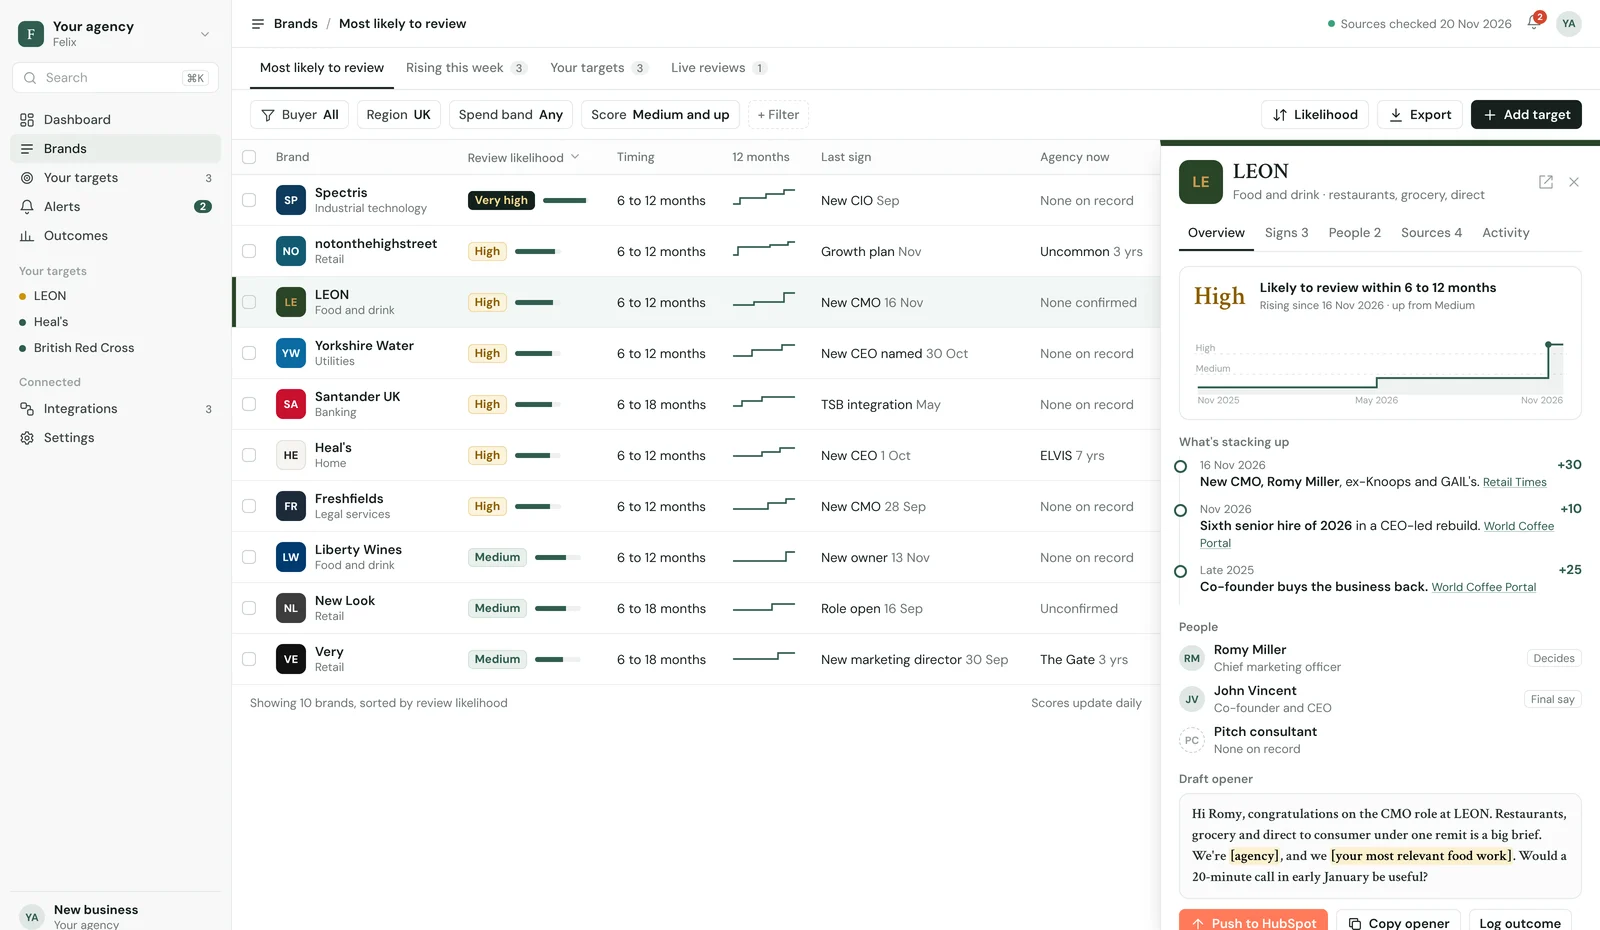 F
Your agency
Felix
Search
⌘K
Dashboard
Brands
Your targets 3
Alerts 2
Outcomes
Your targets
LEON
Heal's
British Red Cross
Connected
Integrations 3
Settings
YA
New business
Your agency
Brands / Most likely to review
Sources checked 20 Nov 2026
2
YA
Most likely to review
Rising this week 3
Your targets 3
Live reviews 1
Buyer All
Region UK
Spend band Any
Score Medium and up
+ Filter
Likelihood
Export
+ Add target
Brand Review likelihood Timing 12 months Last sign Agency now
SP Spectris Very high 6 to 12 months New CIO Sep None on record
Industrial technology
NO notonthehighstreet High 6 to 12 months Growth plan Nov Uncommon 3 yrs
Retail
LE LEON High 6 to 12 months New CMO 16 Nov None confirmed
Food and drink
YW Yorkshire Water High 6 to 12 months New CEO named 30 Oct None on record
Utilities
SA Santander UK High 6 to 18 months TSB integration May None on record
Banking
HE Heal's High 6 to 12 months New CEO 1 Oct ELVIS 7 yrs
Home
FR Freshfields High 6 to 12 months New CMO 28 Sep None on record
Legal services
LW Liberty Wines Medium 6 to 12 months New owner 13 Nov None on record
Food and drink
NL New Look Medium 6 to 18 months Role open 16 Sep Unconfirmed
Retail
VE Very Medium 6 to 18 months New marketing director 30 Sep The Gate 3 yrs
Retail
Showing 10 brands, sorted by review likelihood
Scores update daily
LE
LEON
Food and drink · restaurants, grocery, direct
Overview Signs 3 People 2 Sources 4 Activity
High
Likely to review within 6 to 12 months
Rising since 16 Nov 2026 · up from Medium
High
Medium
Nov 2025 May 2026 Nov 2026
What's stacking up
16 Nov 2026 +30
New CMO, Romy Miller, ex-Knoops and GAIL's. Retail Times
Nov 2026 +10
Sixth senior hire of 2026 in a CEO-led rebuild. World Coffee
Portal
Late 2025 +25
Co-founder buys the business back. World Coffee Portal
People
RM Romy Miller Decides
Chief marketing officer
JV John Vincent Final say
Co-founder and CEO
PC Pitch consultant
None on record
Draft opener
Hi Romy, congratulations on the CMO role at LEON. Restaurants,
grocery and direct to consumer under one remit is a big brief.
We're [agency], and we [your most relevant food work]. Would a
20-minute call in early January be useful?
Push to HubSpot
Copy opener
Log outcome